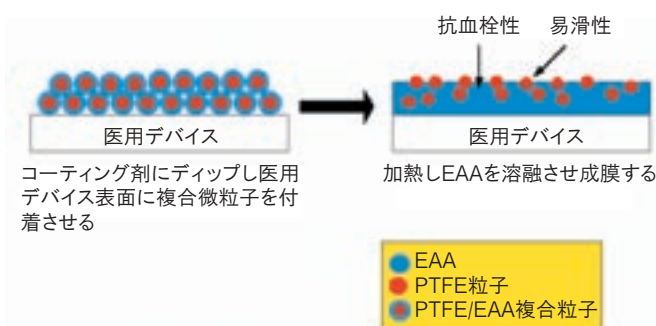 抗血栓性 易滑性
医用デバイス
コーティング剤にディップし医用
デバイス表面に複合微粒子を付
着させる
医用デバイス
加熱しEAAを溶融させ成膜する
EAA
PTFE粒子
PTFE/EAA複合粒子